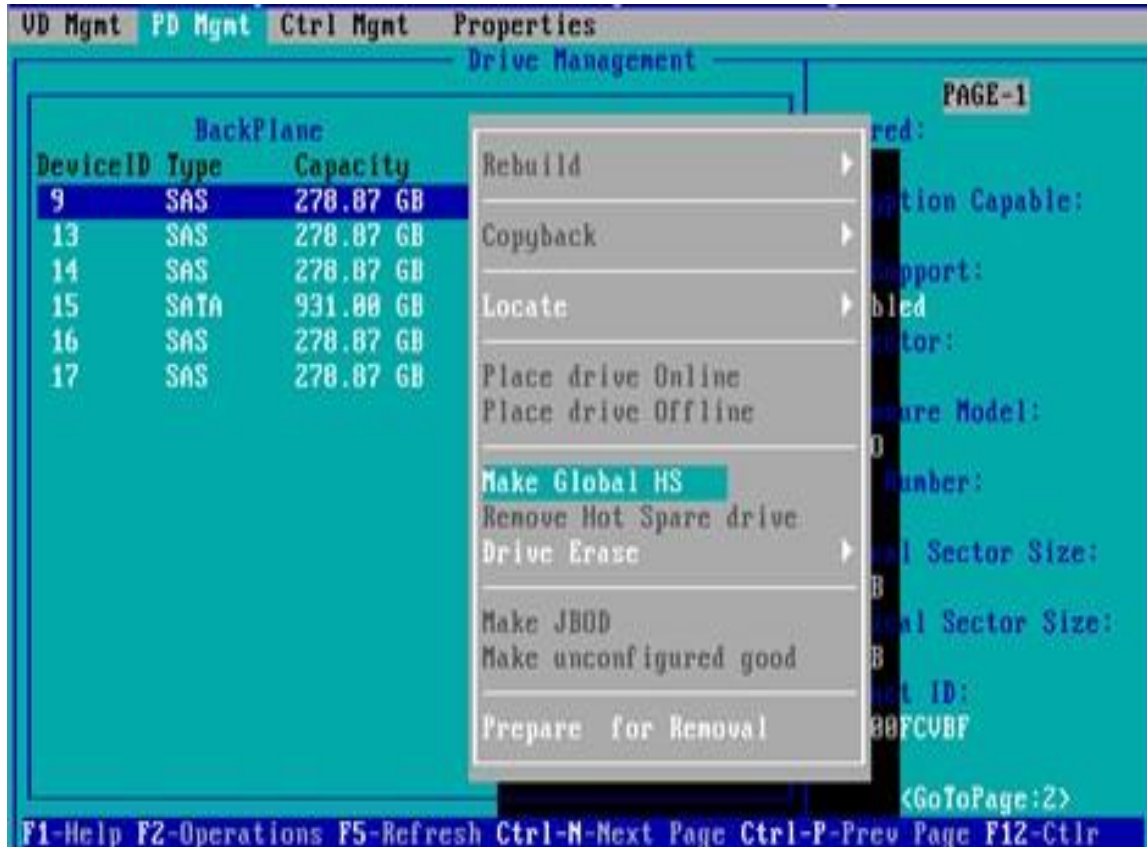 VD Mgmt PD Mgmt Ctrl Mgmt Properties
Drive Management
PAGE-1
BackPlane
DeviceID Type Capacity
9 SAS 278.87 GB
13 SAS 278.87 GB
14 SAS 278.87 GB
15 SATA 931.00 GB
16 SAS 278.87 GB
17 SAS 278.87 GB
Rebuild
Copyback
Locate
Place drive Online
Place drive Offline
Make Global HS
Remove Hot Spare drive
Drive Erase
Make JBOD
Make unconfigured good
Prepare for Removal
red:
ption Capable:
pport:
bled
tor:
ure Model:
O
umber:
l Sector Size:
B
al Sector Size:
B
t ID:
00FCVBF
<GoToPage:2>
F1-Help F2-Operations F5-Refresh Ctrl-N-Next Page Ctrl-P-Prev Page F12-Ctlr